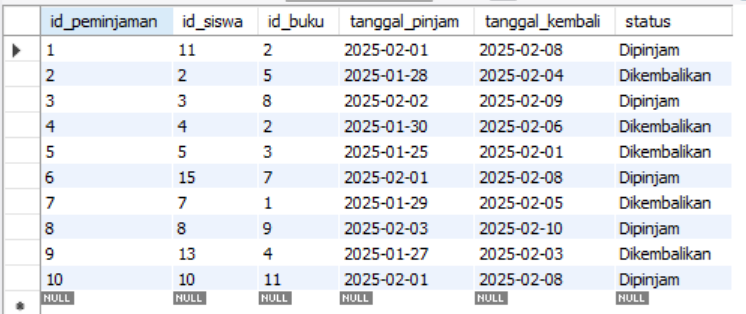 id_peminjaman id_siswa id_buku tanggal_pinjam tanggal_kembali status
1 11 2 2025-02-01 2025-02-08 Dipinjam
2 2 5 2025-01-28 2025-02-04 Dikembalikan
3 3 8 2025-02-02 2025-02-09 Dipinjam
4 4 2 2025-01-30 2025-02-06 Dikembalikan
5 5 3 2025-01-25 2025-02-01 Dikembalikan
6 15 7 2025-02-01 2025-02-08 Dipinjam
7 7 1 2025-01-29 2025-02-05 Dikembalikan
8 8 9 2025-02-03 2025-02-10 Dipinjam
9 13 4 2025-01-27 2025-02-03 Dikembalikan
10 10 11 2025-02-01 2025-02-08 Dipinjam
NULL NULL NULL NULL NULL NULL